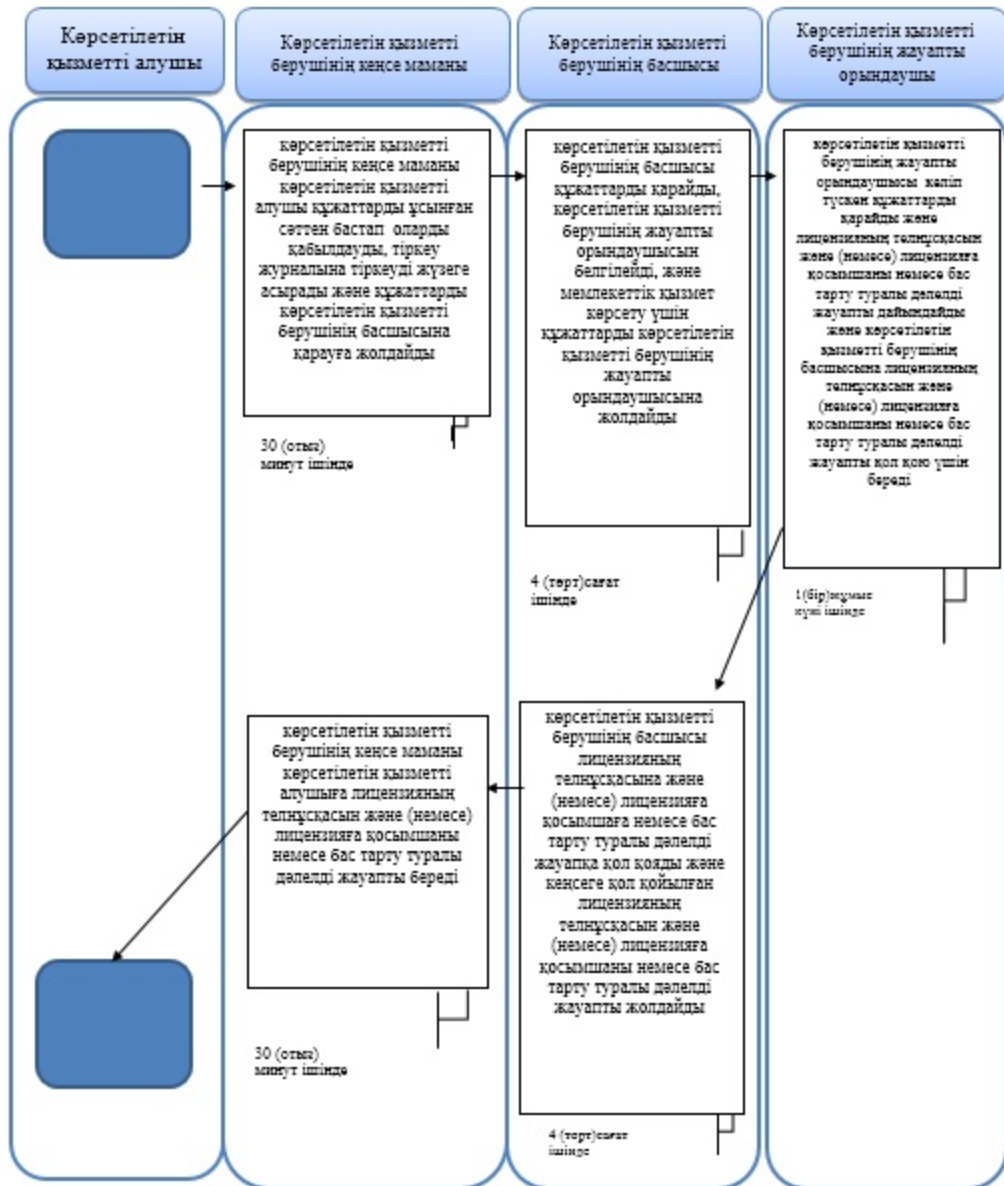 Көрсетілетін
қызметті алушы
Көрсетілетін қызметті
берушінің кеңсе маманы
Көрсетілетін қызметті
берушінің басшысы
Көрсетілетін қызметті
берушінің жауапты
орындаушы
көрсетілетін қызметті
берушінің кеңсе маманы
көрсетілетін қызметті
алушы құжаттарды ұсынған
сәттен бастап оларды
қабылдауды, тіркеу
журналына тіркеуді жүзеге
асырады және құжаттарды
көрсетілетін қызметті
берушінің басшысына
қарауға жолдайды
30 (отыз)
минут ішінде
көрсетілетін қызметті
берушінің басшысы
құжаттарды қарайды,
көрсетілетін қызметті
берушінің жауапты
орындаушысын
белгілейді, және
мемлекеттік қызмет
көрсету үшін
құжаттарды көрсетілетін
қызметті берушінің
жауапты
орындаушысына
жолдайды
4 (төрт)сағат
ішінде
көрсетілетін қызметті
берушінің жауапты
орындаушысы келіп
түскен құжаттарды
қарайды және
лицензияның телнұсқасын
және (немесе) лицензияға
қосымшаны немесе бас
тарту туралы дәлелді
жауапты дайындайды
және көрсетілетін
қызметті берушінің
басшысына лицензияның
телнұсқасын және
(немесе) лицензияға
қосымшаны немесе бас
тарту туралы дәлелді
жауапты қол қою үшін
береді
1(бір)жұмыс
күні ішінде
көрсетілетін қызметті
берушінің басшысы
лицензияның
телнұсқасына және
(немесе) лицензияға
қосымшаға немесе бас
тарту туралы дәлелді
жауапқа қол қояды және
кеңсеге қол қойылған
лицензияның
телнұсқасын және
(немесе) лицензияға
қосымшаны немесе бас
тарту туралы дәлелді
жауапты жолдайды
4 (төрт)сағат
ішінде
көрсетілетін қызметті
берушінің кеңсе маманы
көрсетілетін қызметті
алушыға лицензияның
телнұсқасын және (немесе)
лицензияға қосымшаны
немесе бас тарту туралы
дәлелді жауапты береді
30 (отыз)
минут ішінде